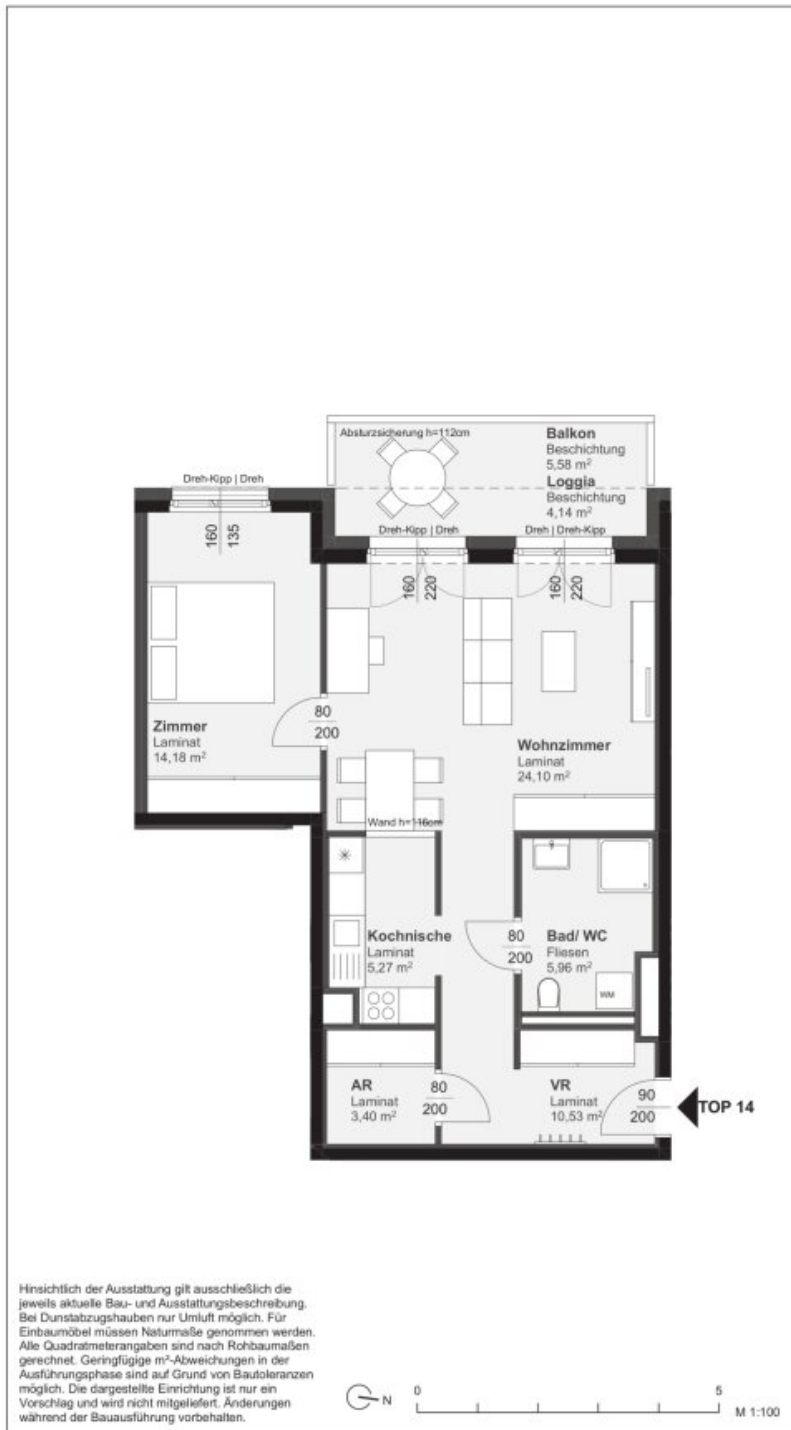 Absturzsicherung h=112cm
Balkon
Beschichtung
5,58 m²
Loggia
Beschichtung
4,14 m²
Dreh-Kipp | Dreh
Dreh-Kipp | Dreh
Dreh | Dreh-Kipp
160
135
160
220
160
220
80
200
Zimmer
Laminat
14,18 m²
Wohnzimmer
Laminat
24,10 m²
Wand h=116cm
Kochnische
Laminat
5,27 m²
80
200
Bad/ WC
Fliesen
5,96 m²
WM
AR
Laminat
3,40 m²
80
200
VR
Laminat
10,53 m²
90
200
TOP 14
Hinsichtlich der Ausstattung gilt ausschließlich die
jeweils aktuelle Bau- und Ausstattungsbeschreibung.
Bei Dunstabzugshauben nur Umluft möglich. Für
Einbaumöbel müssen Naturmaße genommen werden.
Alle Quadratmeterangaben sind nach Rohbaumaßen
gerechnet. Geringfügige m²-Abweichungen in der
Ausführungsphase sind auf Grund von Bautoleranzen
möglich. Die dargestellte Einrichtung ist nur ein
Vorschlag und wird nicht mitgeliefert. Änderungen
während der Bauausführung vorbehalten.
N
0
5
M 1:100